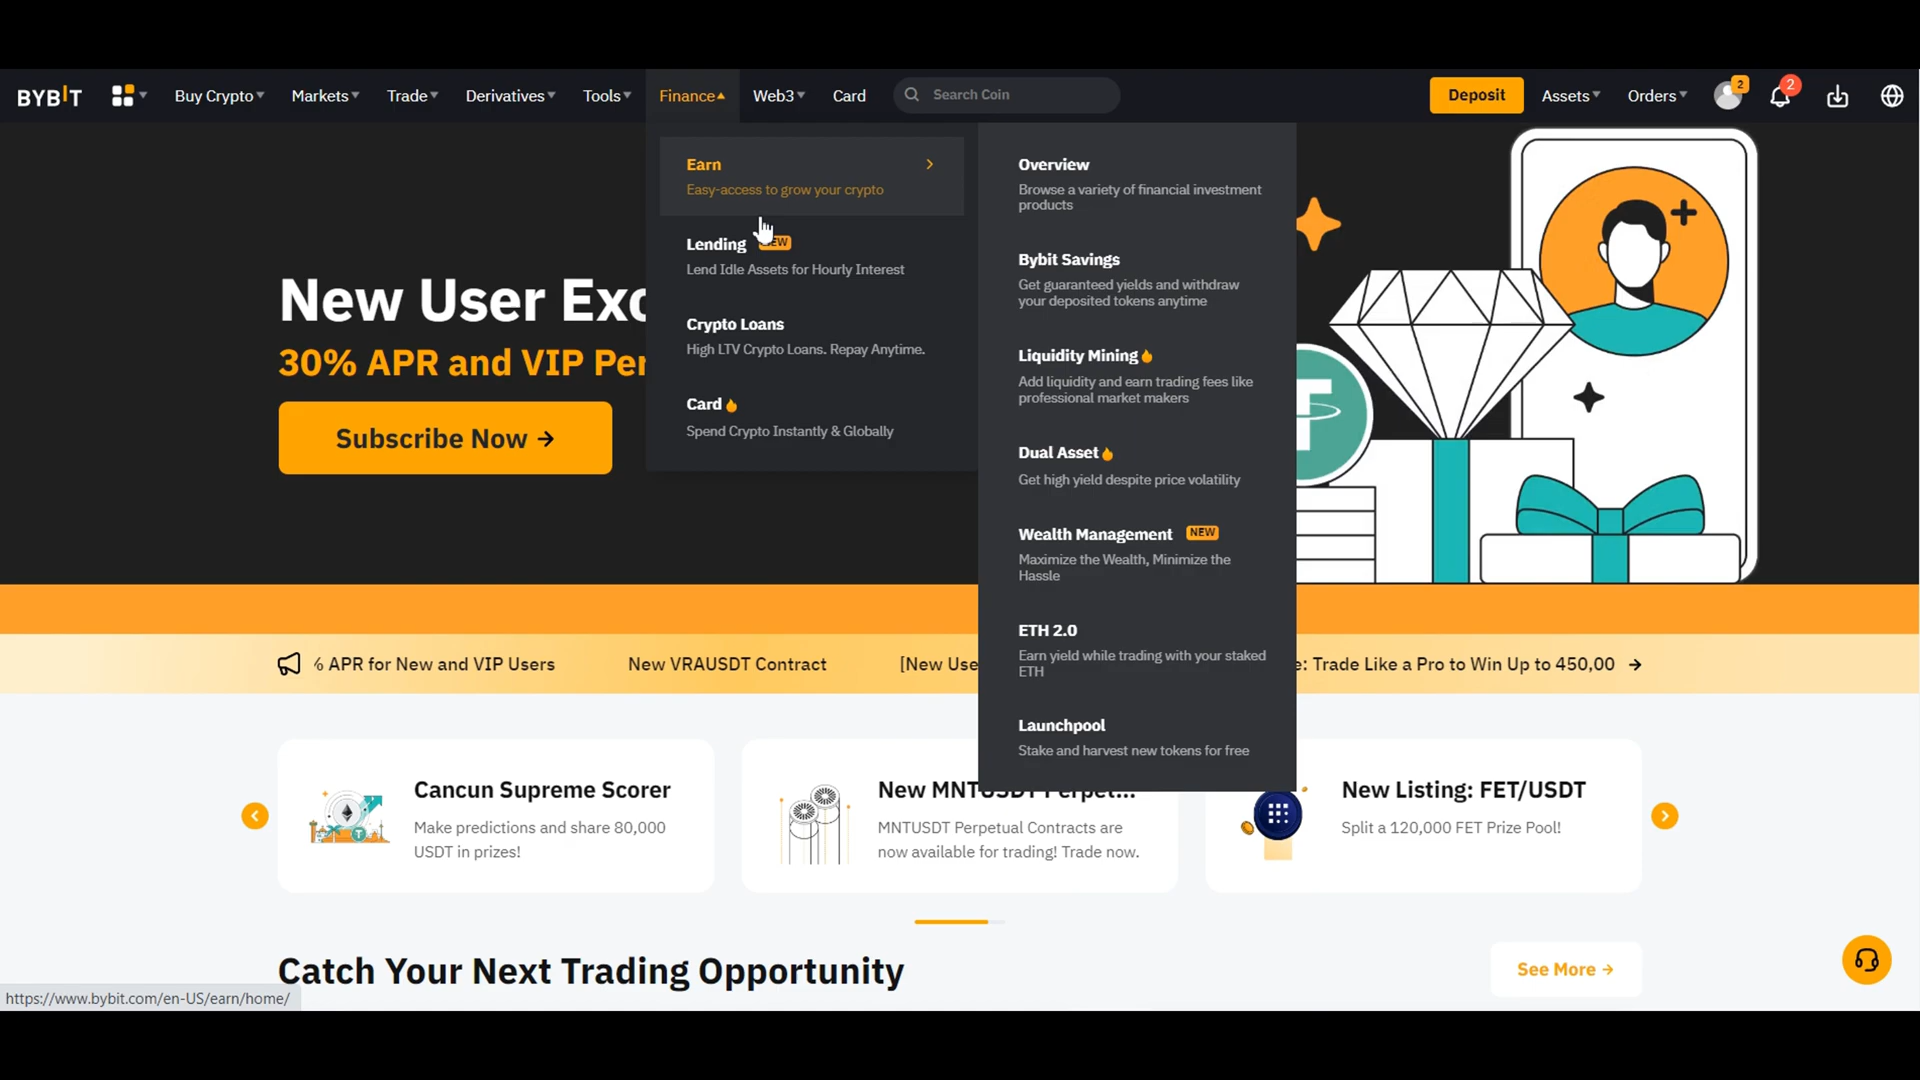 BYBIT
Buy Crypto
Markets
Trade
Derivatives
Tools
Finance
Web3
Card
Search Coin
Deposit
Assets
Orders
2
2
Earn
Easy-access to grow your crypto
Lending
Lend Idle Assets for Hourly Interest
Crypto Loans
High LTV Crypto Loans. Repay Anytime.
Card
Spend Crypto Instantly & Globally
Overview
Browse a variety of financial investment
products
Bybit Savings
Get guaranteed yields and withdraw
your deposited tokens anytime
Liquidity Mining
Add liquidity and earn trading fees like
professional market makers
Dual Asset
Get high yield despite price volatility
Wealth Management NEW
Maximize the Wealth, Minimize the
Hassle
ETH 2.0
Earn yield while trading with your staked
ETH
Launchpool
Stake and harvest new tokens for free
New User
30% APR and VIP
Subscribe Now →
% APR for New and VIP Users
New VRAUSDT Contract
[New
: Trade Like a Pro to Win Up to 450,00 →
Cancun Supreme Scorer
Make predictions and share 80,000
USDT in prizes!
New MNTUSDT Perpet...
MNTUSDT Perpetual Contracts are
now available for trading! Trade now.
New Listing: FET/USDT
Split a 120,000 FET Prize Pool!
Catch Your Next Trading Opportunity
See More →
https://www.bybit.com/en-US/earn/home/